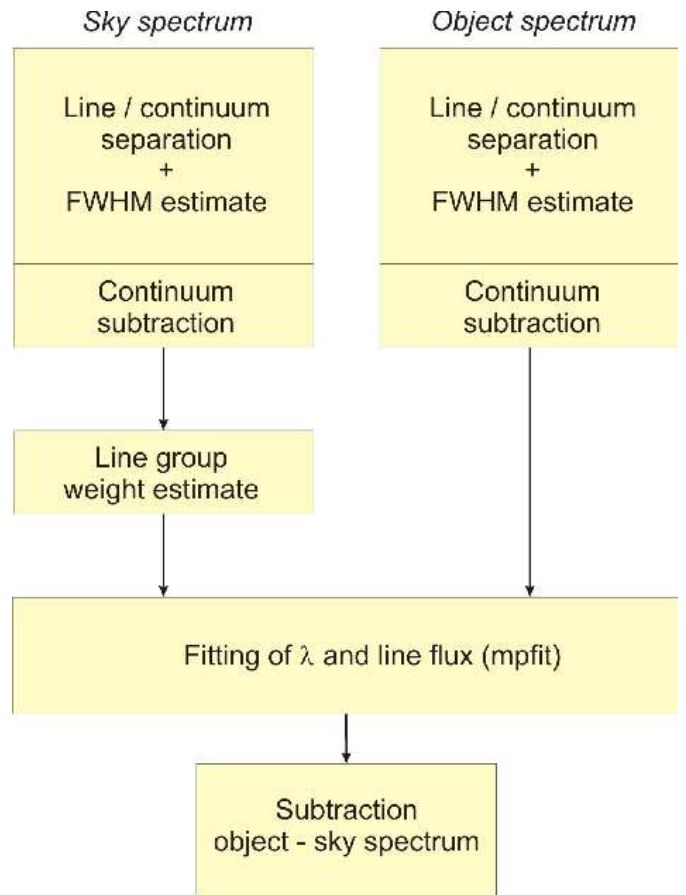 Sky spectrum
Line / continuum
separation
+
FWHM estimate
Continuum
subtraction
Line group
weight estimate
Object spectrum
Line / continuum
separation
+
FWHM estimate
Continuum
subtraction
Fitting of λ and line flux (mpfit)
Subtraction
object - sky spectrum